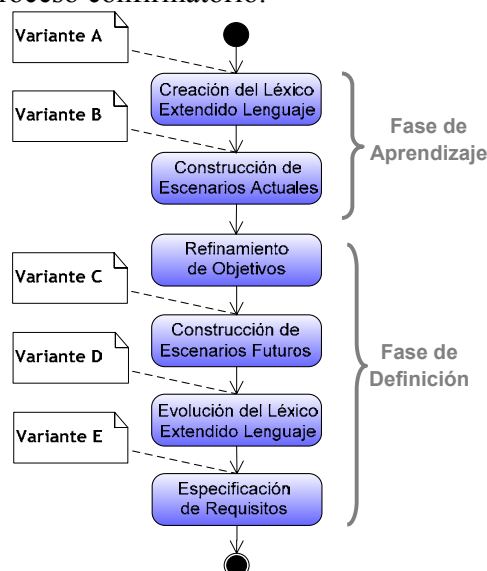 proceso confirmatorio.
Variante A
Creación del Léxico
Extendido Lenguaje
Variante B
Fase de
Aprendizaje
Construcción de
Escenarios Actuales
Refinamiento
de Objetivos
Variante C
Construcción de
Escenarios Futuros
Variante D
Fase de
Definición
Evolución del Léxico
Extendido Lenguaje
Variante E
Especificación
de Requisitos